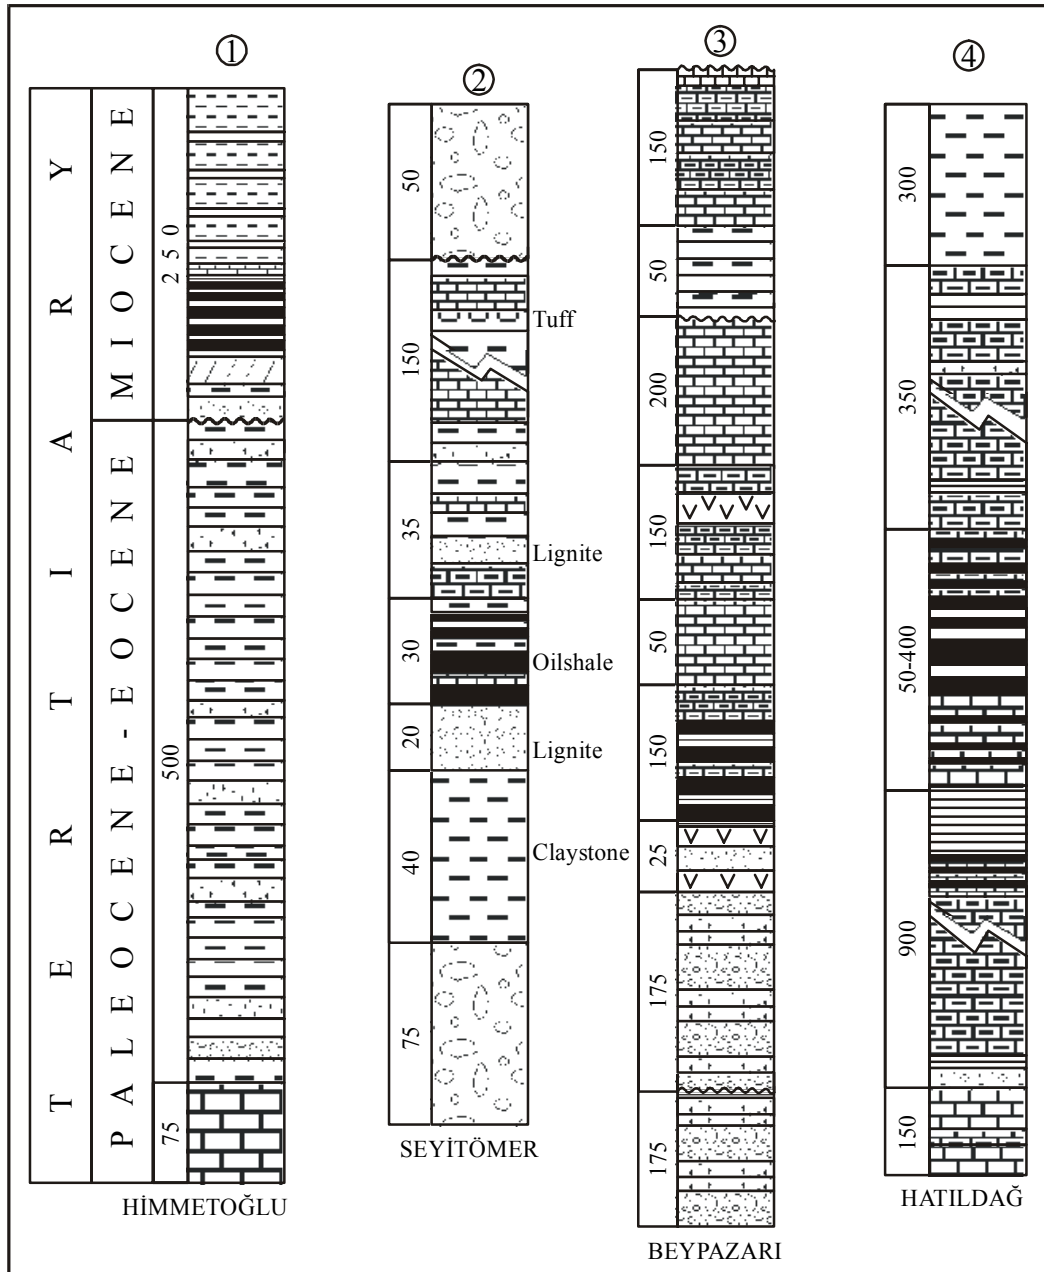 1
TERTIARY
MIOCENE
250
PALEOCENE-EOCENE
500
75
HİMMETOĞLU
2
50
150
Tuff
35
Lignite
30
Oilshale
20
Lignite
40
Claystone
75
SEYİTÖMER
3
150
50
200
150
50
150
25
175
175
BEYPAZARI
4
300
350
50-400
900
150
HATILDAĞ